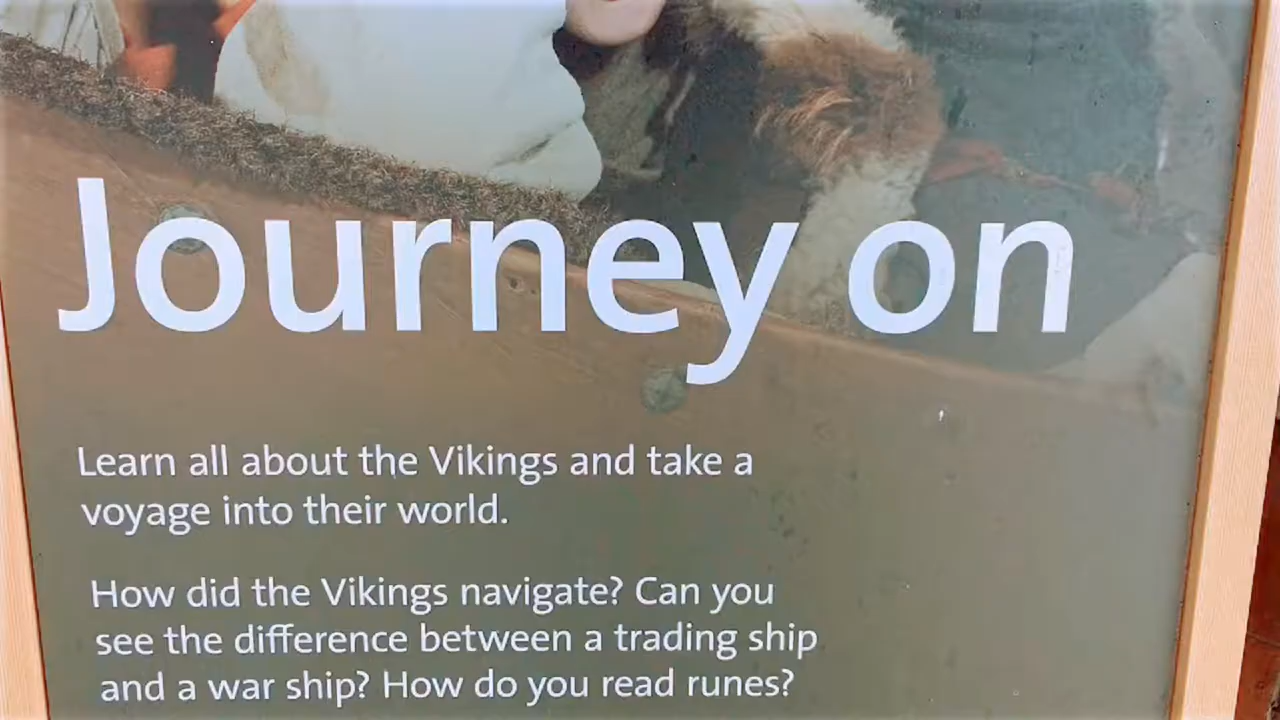 Journey on
Learn all about the Vikings and take a
voyage into their world.
How did the Vikings navigate? Can you
see the difference between a trading ship
and a war ship? How do you read runes?